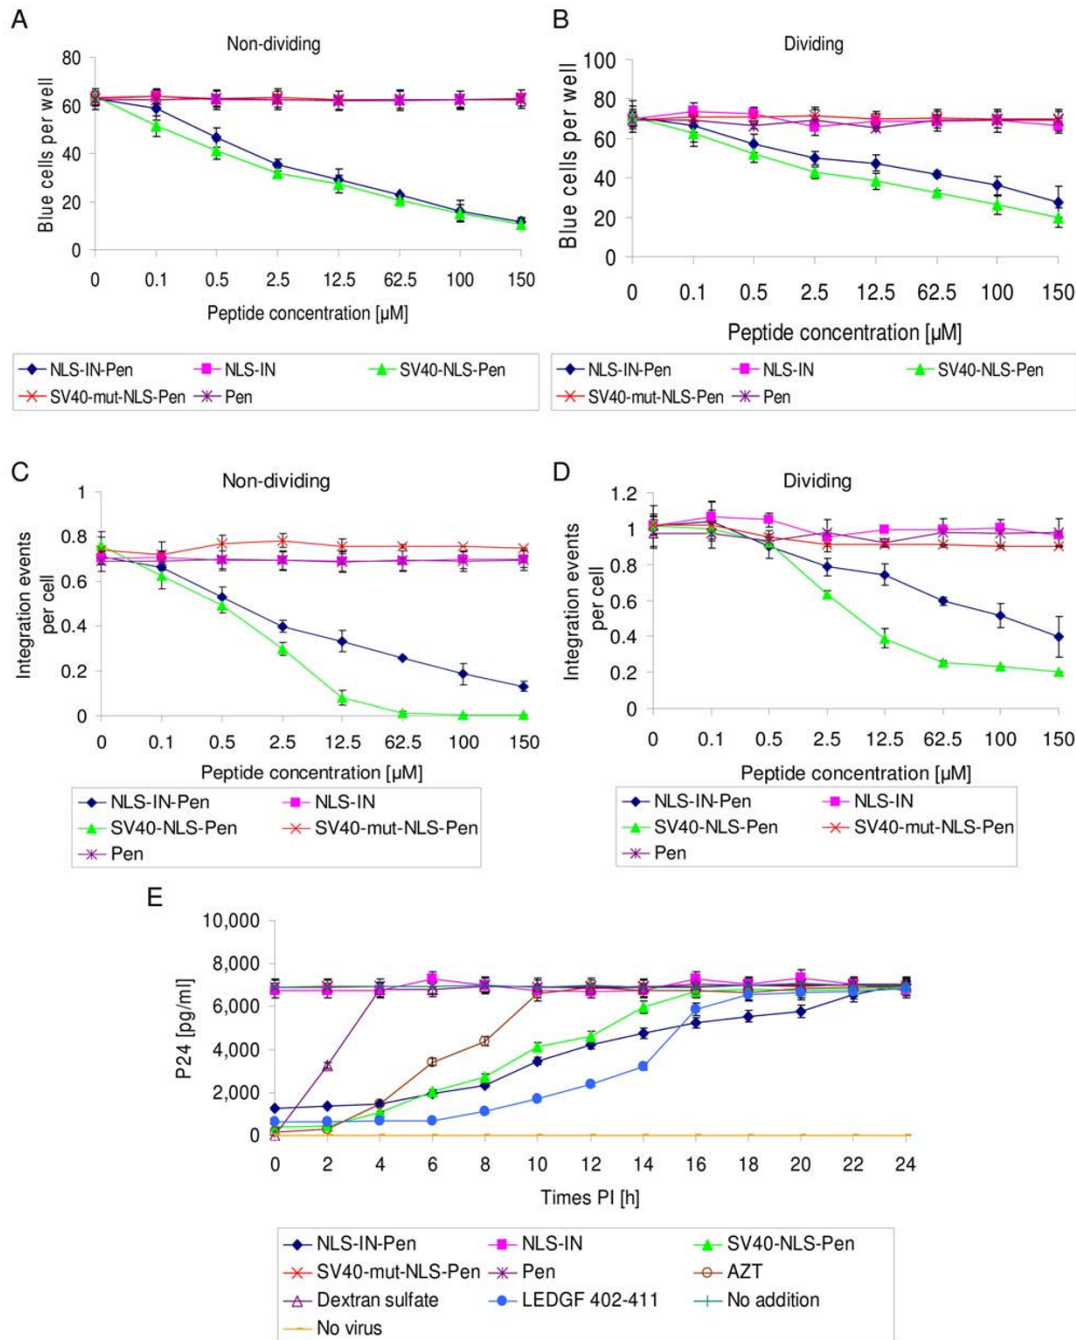 A
Non-dividing
Blue cells per well
80
60
40
20
0
0 0.1 0.5 2.5 12.5 62.5 100 150
Peptide concentration [µM]
NLS-IN-Pen NLS-IN SV40-NLS-Pen
SV40-mut-NLS-Pen Pen
B
Dividing
Blue cells per well
100
80
60
40
20
0
0 0.1 0.5 2.5 12.5 62.5 100 150
Peptide concentration [µM]
NLS-IN-Pen NLS-IN SV40-NLS-Pen
SV40-mut-NLS-Pen Pen
C
Non-dividing
Integration events
per cell
1
0.8
0.6
0.4
0.2
0
0 0.1 0.5 2.5 12.5 62.5 100 150
Peptide concentration [µM]
NLS-IN-Pen NLS-IN
SV40-NLS-Pen SV40-mut-NLS-Pen
Pen
D
Dividing
Integration events
per cell
1.2
1
0.8
0.6
0.4
0.2
0
0 0.1 0.5 2.5 12.5 62.5 100 150
Peptide concentration [µM]
NLS-IN-Pen NLS-IN
SV40-NLS-Pen SV40-mut-NLS-Pen
Pen
E
P24 [pg/ml]
10,000
8,000
6,000
4,000
2,000
0
0 2 4 6 8 10 12 14 16 18 20 22 24
Times PI [h]
NLS-IN-Pen NLS-IN SV40-NLS-Pen
SV40-mut-NLS-Pen Pen AZT
Dextran sulfate LEDGF 402-411 No addition
No virus